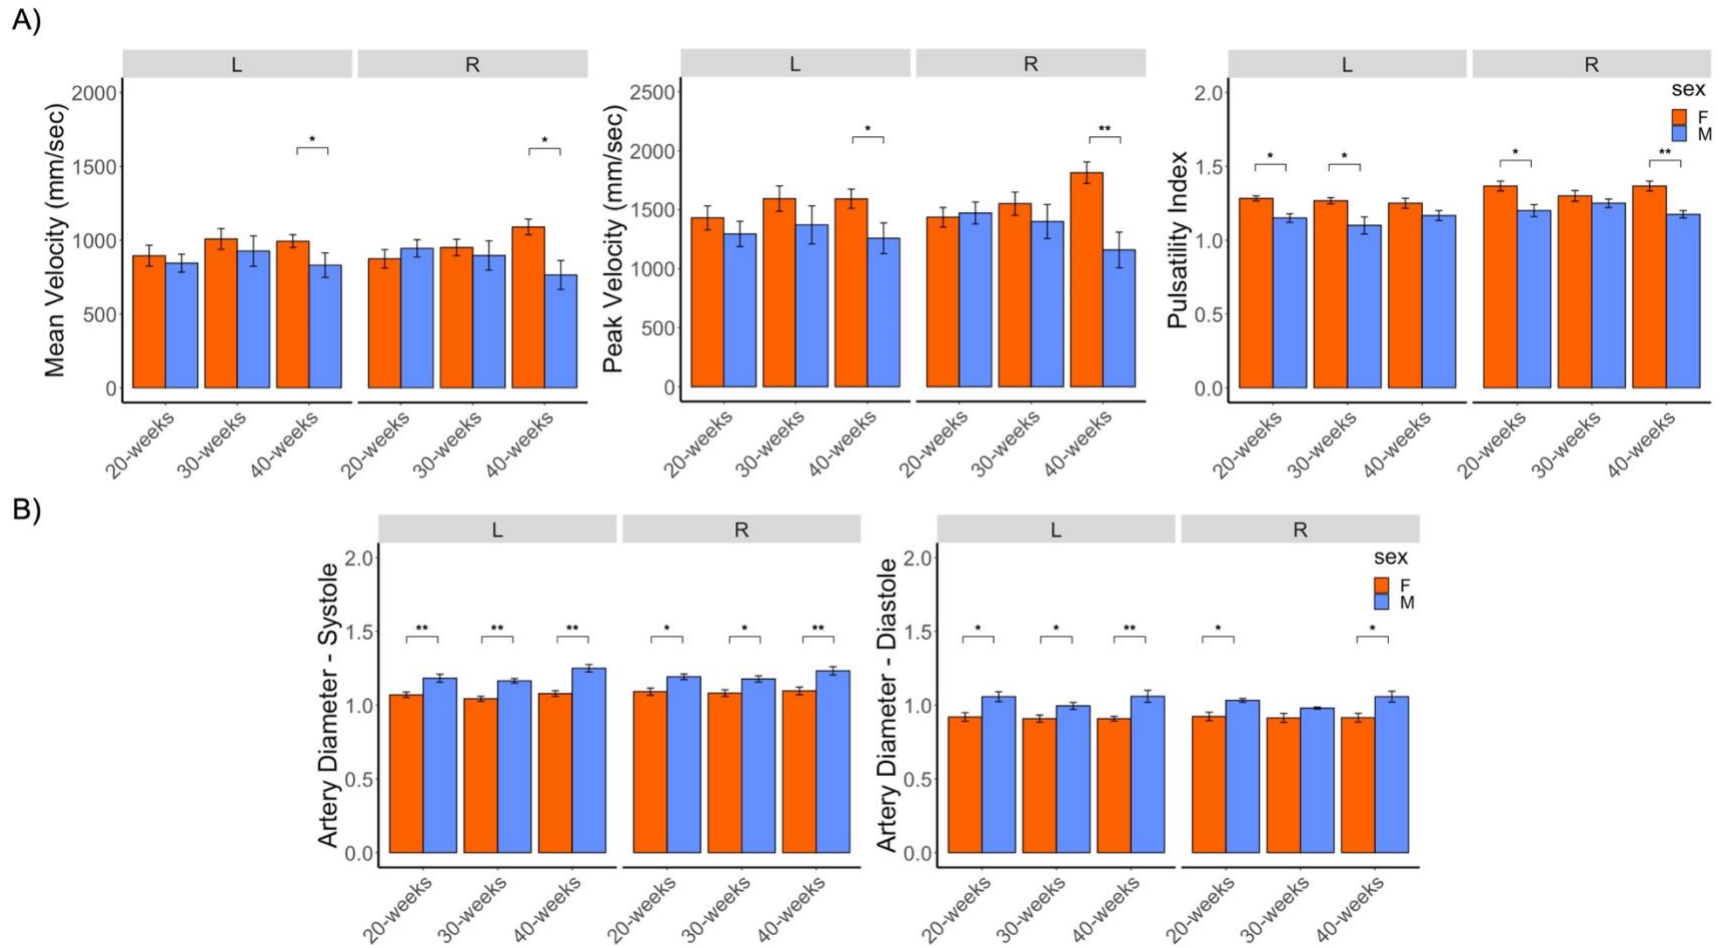 A)
L R
L R
L R
Mean Velocity (mm/sec)
2000
1500
1000
500
0
*
*
20-weeks 30-weeks 40-weeks 20-weeks 30-weeks 40-weeks
Peak Velocity (mm/sec)
2500
2000
1500
1000
500
0
*
**
20-weeks 30-weeks 40-weeks 20-weeks 30-weeks 40-weeks
Pulsatility Index
2.0
1.5
1.0
0.5
0.0
*
*
*
**
sex
F
M
20-weeks 30-weeks 40-weeks 20-weeks 30-weeks 40-weeks
B)
L R
L R
Artery Diameter - Systole
2.0
1.5
1.0
0.5
0.0
** ** ** * * **
20-weeks 30-weeks 40-weeks 20-weeks 30-weeks 40-weeks
Artery Diameter - Diastole
2.0
1.5
1.0
0.5
0.0
* * ** * *
sex
F
M
20-weeks 30-weeks 40-weeks 20-weeks 30-weeks 40-weeks